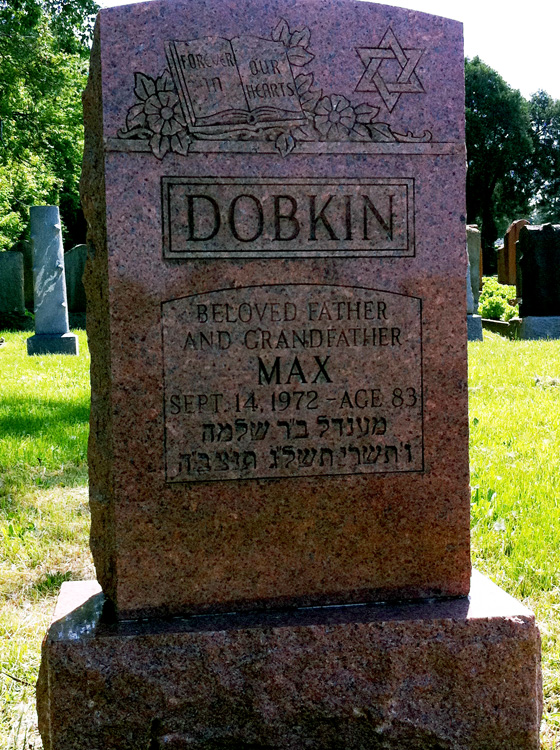 FOREVER IN
OUR HEARTS
DOBKIN
BELOVED FATHER
AND GRANDFATHER
MAX
SEPT. 14, 1972 - AGE 83
מענדל ב״ר שלמה
ו׳ תשרי תשל״ג תנצב״ה